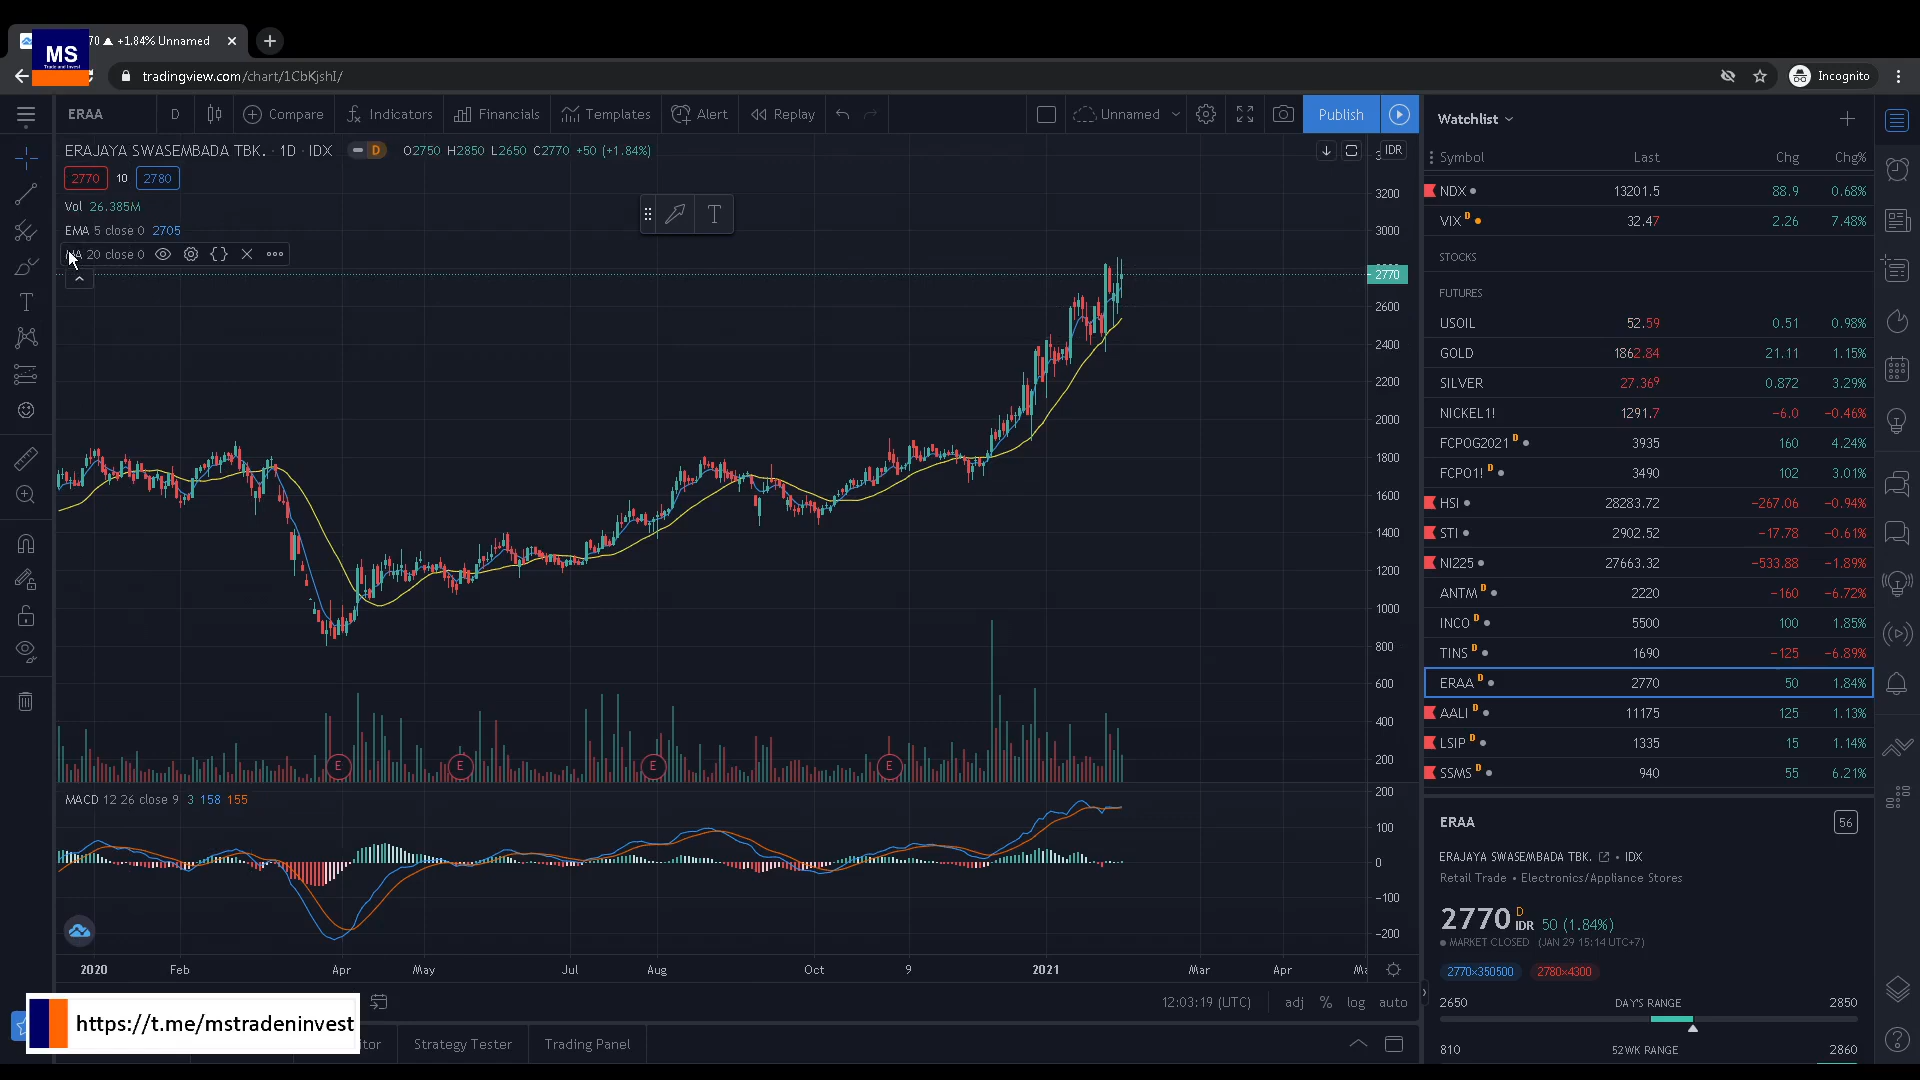 70 ▲ +1.84% Unnamed
MS
Trade and Invest
tradingview.com/chart/1CbKjshI/
Incognito
ERAA D Compare Indicators Financials Templates Alert Replay Unnamed Publish
ERAJAYA SWASEMBADA TBK. · 1D · IDX D O2750 H2850 L2650 C2770 +50 (+1.84%)
2770 10 2780
Vol 26.385M
EMA 5 close 0 2705
20 close 0
T
IDR
3200
3000
2770
2600
2400
2200
2000
1800
1600
1400
1200
1000
800
600
400
200
E E E E
MACD 12 26 close 9 3 158 155
200
100
0
-100
-200
2020 Feb Apr May Jul Aug Oct 9 2021 Mar Apr
12:03:19 (UTC) adj % log auto
https://t.me/mstradeninvest
Strategy Tester Trading Panel
Watchlist
Symbol Last Chg Chg%
NDX 13201.5 88.9 0.68%
VIX D 32.47 2.26 7.48%
STOCKS
FUTURES
USOIL 52.59 0.51 0.98%
GOLD 1862.84 21.11 1.15%
SILVER 27.369 0.872 3.29%
NICKEL1! 1291.7 -6.0 -0.46%
FCPOG2021 D 3935 160 4.24%
FCPO1! D 3490 102 3.01%
HSI 28283.72 -267.06 -0.94%
STI 2902.52 -17.78 -0.61%
NI225 27663.32 -533.88 -1.89%
ANTM D 2220 -160 -6.72%
INCO D 5500 100 1.85%
TINS D 1690 -125 -6.89%
ERAA D 2770 50 1.84%
AALI D 11175 125 1.13%
LSIP D 1335 15 1.14%
SSMS D 940 55 6.21%
ERAA 56
ERAJAYA SWASEMBADA TBK. • IDX
Retail Trade • Electronics/Appliance Stores
2770 D IDR 50 (1.84%)
MARKET CLOSED (JAN 29 15:14 UTC+7)
2770×350500 2780×4300
2650 DAY'S RANGE 2850
810 52WK RANGE 2860